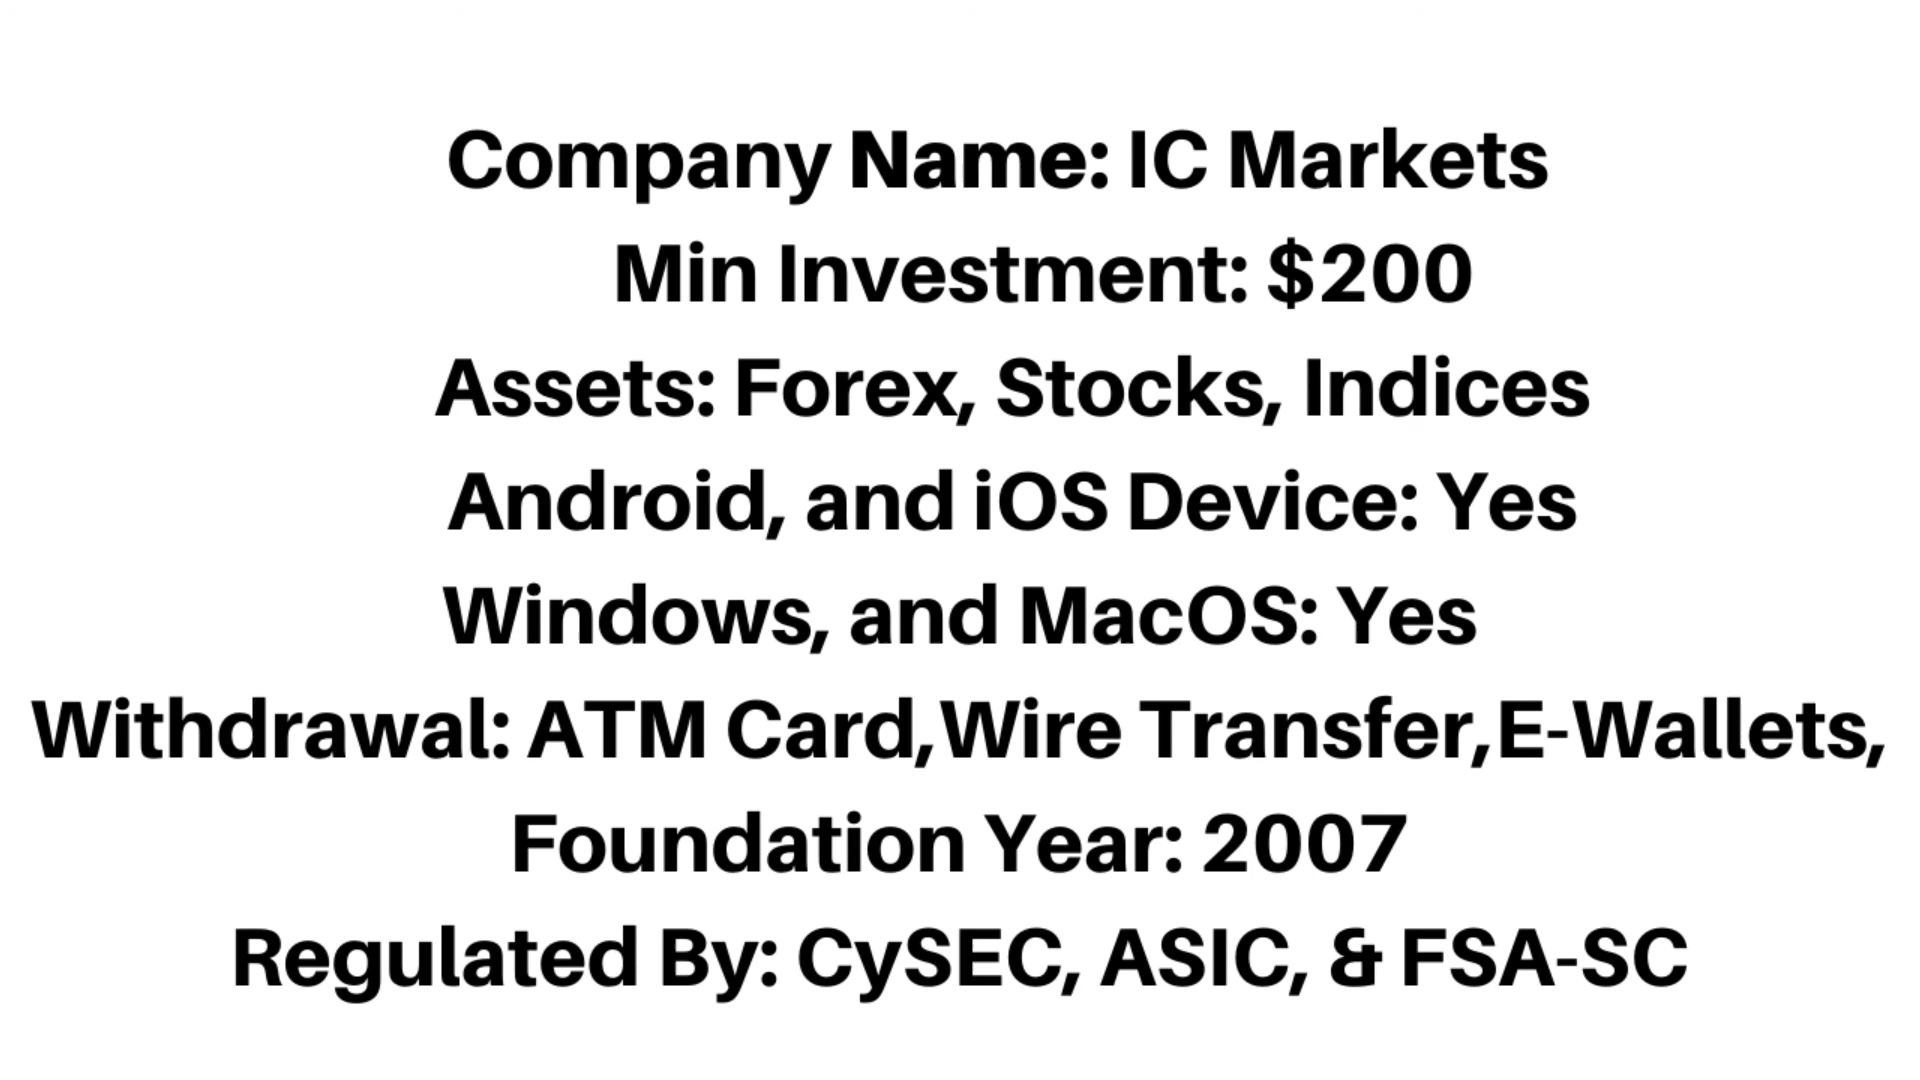 Company Name: IC Markets
Min Investment: $200
Assets: Forex, Stocks, Indices
Android, and iOS Device: Yes
Windows, and MacOS: Yes
Withdrawal: ATM Card,Wire Transfer,E-Wallets,
Foundation Year: 2007
Regulated By: CySEC, ASIC, & FSA-SC